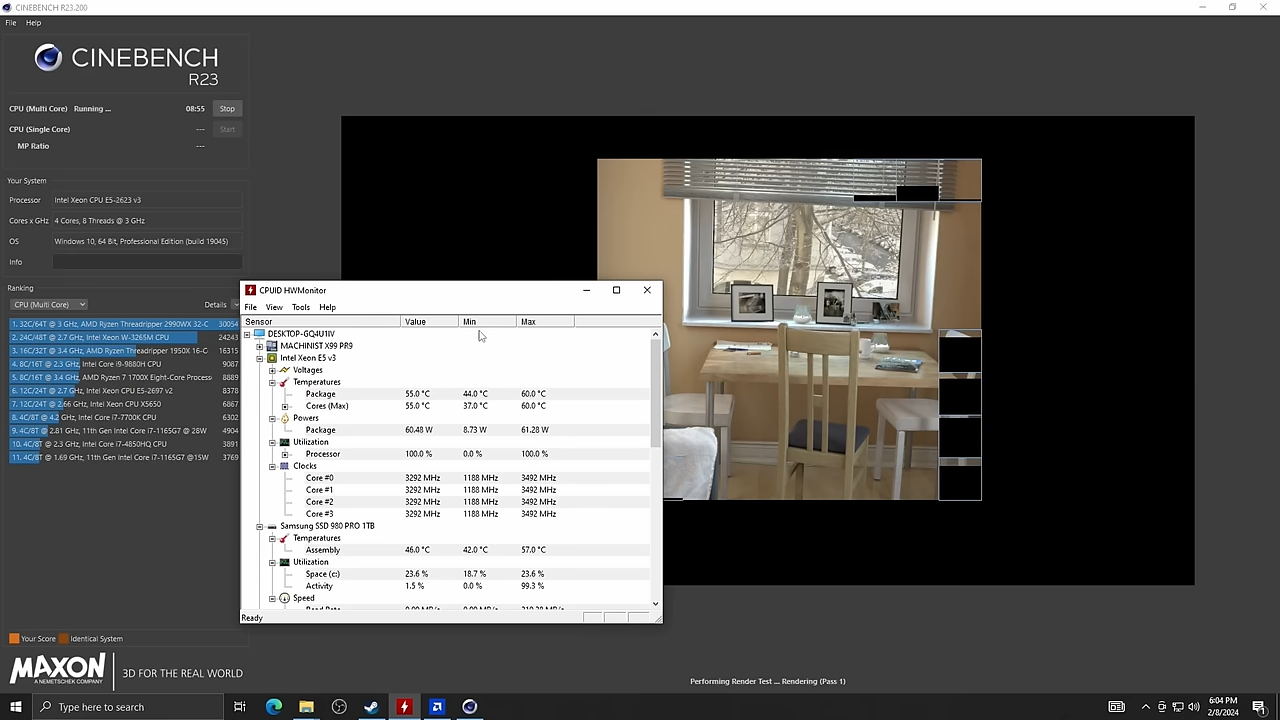 CINEBENCH R23.200
File Help
CINEBENCH
R23
CPU (Multi Core) Running ... 08:55 Stop
CPU (Single Core) --- Start
MP Ratio ---
Your System
Processor Intel Xeon CPU E5-2623 v3
Cores x GHz 4 Cores, 8 Threads @ 3 GHz
OS Windows 10, 64 Bit, Professional Edition (build 19045)
Info
Ranking
CPU (Multi Core) Details
1. 32C/64T @ 3 GHz, AMD Ryzen Threadripper 2990WX 32-C 30054
2. 24C/48T @ 2.7 GHz, Intel Xeon W-3265M CPU 24243
3. 16C/32T @ 3.4 GHz, AMD Ryzen Threadripper 1950X 16-C 16315
4. 8C/16T @ 2.3 GHz, Intel Core i9-9880H CPU 9087
5. 8C/16T @ 3.4 GHz, AMD Ryzen 7 1700X Eight-Core Process 8889
6. 12C/24T @ 2.7 GHz, Intel Xeon CPU E5-2697 v2 8378
7. 12C/24T @ 2.66 GHz, Intel Xeon CPU X5650 6867
8. 4C/8T @ 4.2 GHz, Intel Core i7-7700K CPU 6302
9. 4C/8T @ 2.81 GHz, 11th Gen Intel Core i7-1165G7 @ 28W 4904
10. 4C/8T @ 2.3 GHz, Intel Core i7-4850HQ CPU 3891
11. 4C/8T @ 1.69 GHz, 11th Gen Intel Core i7-1165G7 @15W 3769
CPUID HWMonitor
File View Tools Help
Sensor Value Min Max
DESKTOP-GQ4U1IV
MACHINIST X99 PR9
Intel Xeon E5 v3
Voltages
Temperatures
Package 55.0 °C 44.0 °C 60.0 °C
Cores (Max) 55.0 °C 37.0 °C 60.0 °C
Powers
Package 60.48 W 8.73 W 61.28 W
Utilization
Processor 100.0 % 0.0 % 100.0 %
Clocks
Core #0 3292 MHz 1188 MHz 3492 MHz
Core #1 3292 MHz 1188 MHz 3492 MHz
Core #2 3292 MHz 1188 MHz 3492 MHz
Core #3 3292 MHz 1188 MHz 3492 MHz
Samsung SSD 980 PRO 1TB
Temperatures
Assembly 46.0 °C 42.0 °C 57.0 °C
Utilization
Space (c:) 23.6 % 18.7 % 23.6 %
Activity 1.5 % 0.0 % 99.3 %
Speed
Ready
Your Score Identical System
MAXON
A NEMETSCHEK COMPANY
3D FOR THE REAL WORLD
Performing Render Test ... Rendering (Pass 1)
Type here to search
6:04 PM
2/8/2024